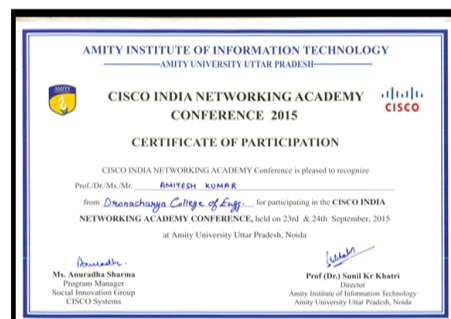 AMITY INSTITUTE OF INFORMATION TECHNOLOGY
AMITY UNIVERSITY UTTAR PRADESH
AMITY
CISCO INDIA NETWORKING ACADEMY
CONFERENCE 2015
CISCO
CERTIFICATE OF PARTICIPATION
CISCO INDIA NETWORKING ACADEMY Conference is pleased to recognize
Prof./Dr./Ms./Mr. AMITESH KUMAR
from Dronacharya College of Engg. for participating in the CISCO INDIA
NETWORKING ACADEMY CONFERENCE, held on 23rd & 24th September, 2015
at Amity University Uttar Pradesh, Noida
Anuradha.
Ms. Anuradha Sharma
Program Manager
Social Innovation Group
CISCO Systems
Prof (Dr.) Sunil Kr Khatri
Director
Amity Institute of Information Technology
Amity University Uttar Pradesh, Noida